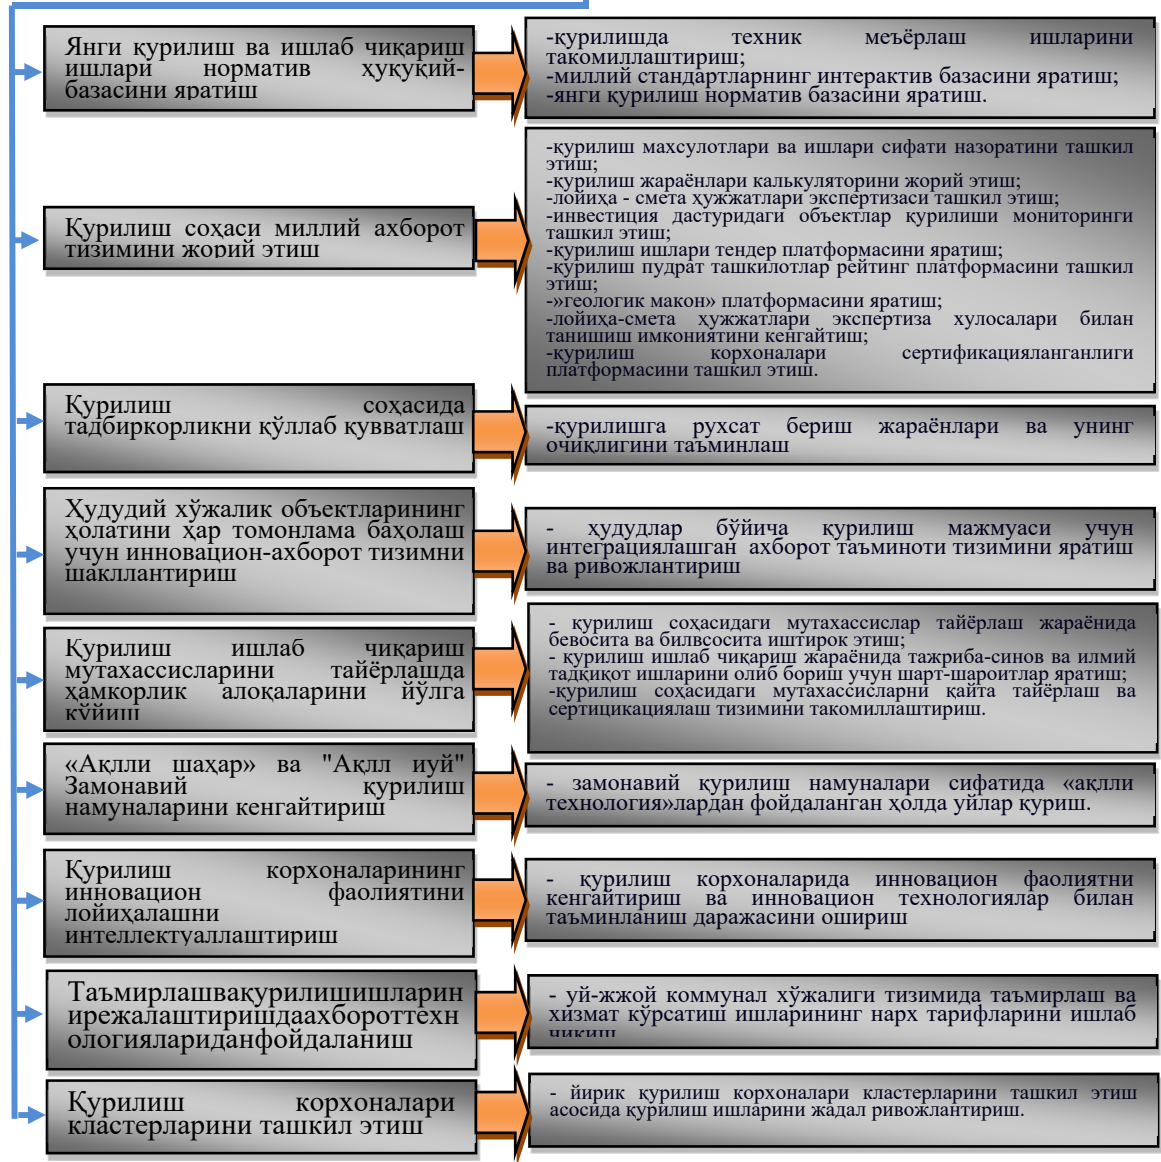 Янги қурилиш ва ишлаб чиқариш
ишлари норматив ҳуқуқий-
базасини яратиш
-қурилишда техник меъёрлаш ишларини
такомиллаштириш;
-миллий стандартларнинг интерактив базасини яратиш;
-янги қурилиш норматив базасини яратиш.
Қурилиш соҳаси миллий ахборот
тизимини жорий этиш
-қурилиш махсулотлари ва ишлари сифати назоратини ташкил
этиш;
-қурилиш жараёнлари калькуляторини жорий этиш;
-лойиҳа - смета ҳужжатлари экспертизаси ташкил этиш;
-инвестиция дастуридаги объектлар қурилиши мониторинги
ташкил этиш;
-қурилиш ишлари тендер платформасини яратиш;
-қурилиш пудрат ташкилотлар рейтинг платформасини ташкил
этиш;
-»геологик макон» платформасини яратиш;
-лойиҳа-смета ҳужжатлари экспертиза хулосалари билан
танишиш имкониятини кенгайтиш;
-қурилиш корхоналари сертификацияланганлиги
платформасини ташкил этиш.
Қурилиш соҳасида
тадбиркорликни қўллаб қувватлаш
-қурилишга рухсат бериш жараёнлари ва унинг
очиқлигини таъминлаш
Ҳудудий хўжалик объектларининг
ҳолатини ҳар томонлама баҳолаш
учун инновацион-ахборот тизимни
шакллантириш
- ҳудудлар бўйича қурилиш мажмуаси учун
интеграциялашган ахборот таъминоти тизимини яратиш
ва ривожлантириш
Қурилиш ишлаб чиқариш
мутахассисларини тайёрлашда
ҳамкорлик алоқаларини йўлга
қўйиш
- қурилиш соҳасидаги мутахассислар тайёрлаш жараёнида
бевосита ва билвсосита иштирок этиш;
- қурилиш ишлаб чиқариш жараёнида тажриба-синов ва илмий
тадқиқот ишларини олиб бориш учун шарт-шароитлар яратиш;
-қурилиш соҳасидаги мутахассисларни қайта тайёрлаш ва
сертицикациялаш тизимини такомиллаштириш.
«Ақлли шаҳар» ва "Ақлл иуй"
Замонавий қурилиш
намуналарини кенгайтириш
- замонавий қурилиш намуналари сифатида «ақлли
технология»лардан фойдаланган ҳолда уйлар қуриш.
Қурилиш корхоналарининг
инновацион фаолиятини
лойиҳалашни
интеллектуаллаштириш
- қурилиш корхоналарида инновацион фаолиятни
кенгайтириш ва инновацион технологиялар билан
таъминланиш даражасини ошириш
Таъмирлашвақурилишишларин
ирежалаштиришдаахбороттехн
ологиялариданфойдаланиш
- уй-жжой коммунал хўжалиги тизимида таъмирлаш ва
хизмат кўрсатиш ишларининг нарх тарифларини ишлаб
чиқиш
Қурилиш корхоналари
кластерларини ташкил этиш
- йирик қурилиш корхоналари кластерларини ташкил этиш
асосида қурилиш ишларини жадал ривожлантириш.